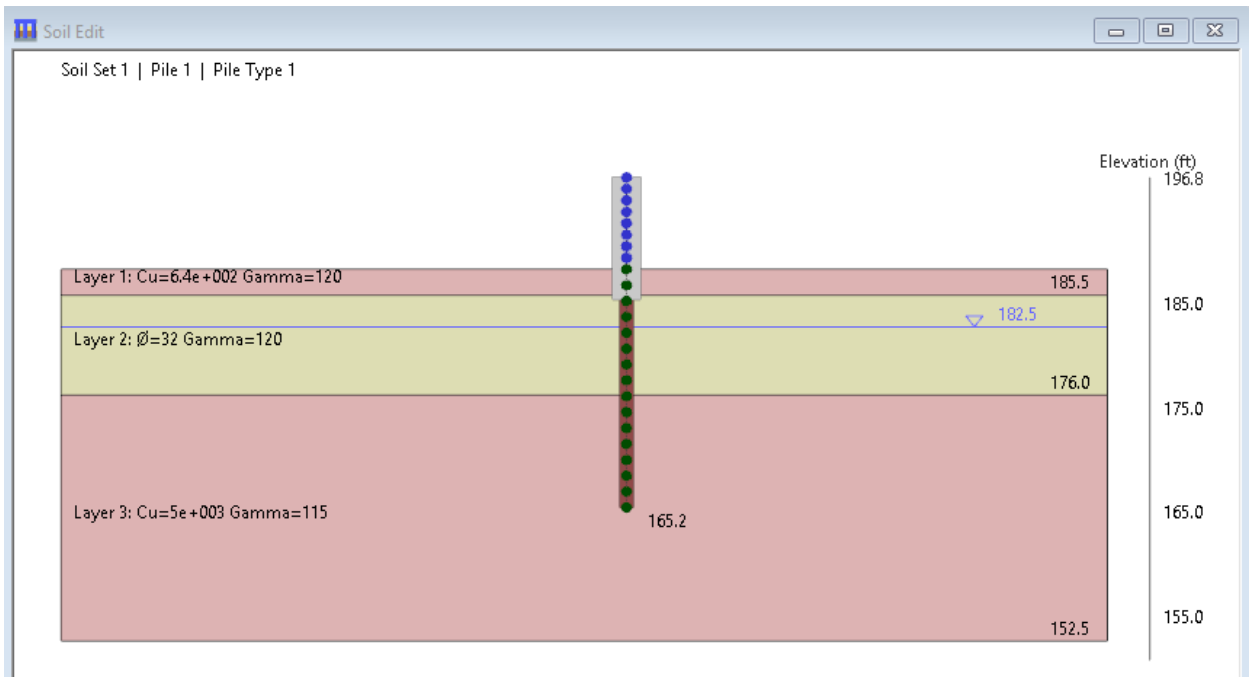 Soil Edit
Soil Set 1 | Pile 1 | Pile Type 1
Elevation (ft)
196.8
Layer 1: Cu=6.4e+002 Gamma=120
185.5
185.0
182.5
Layer 2: Ø=32 Gamma=120
176.0
175.0
Layer 3: Cu=5e+003 Gamma=115
165.0
165.2
155.0
152.5